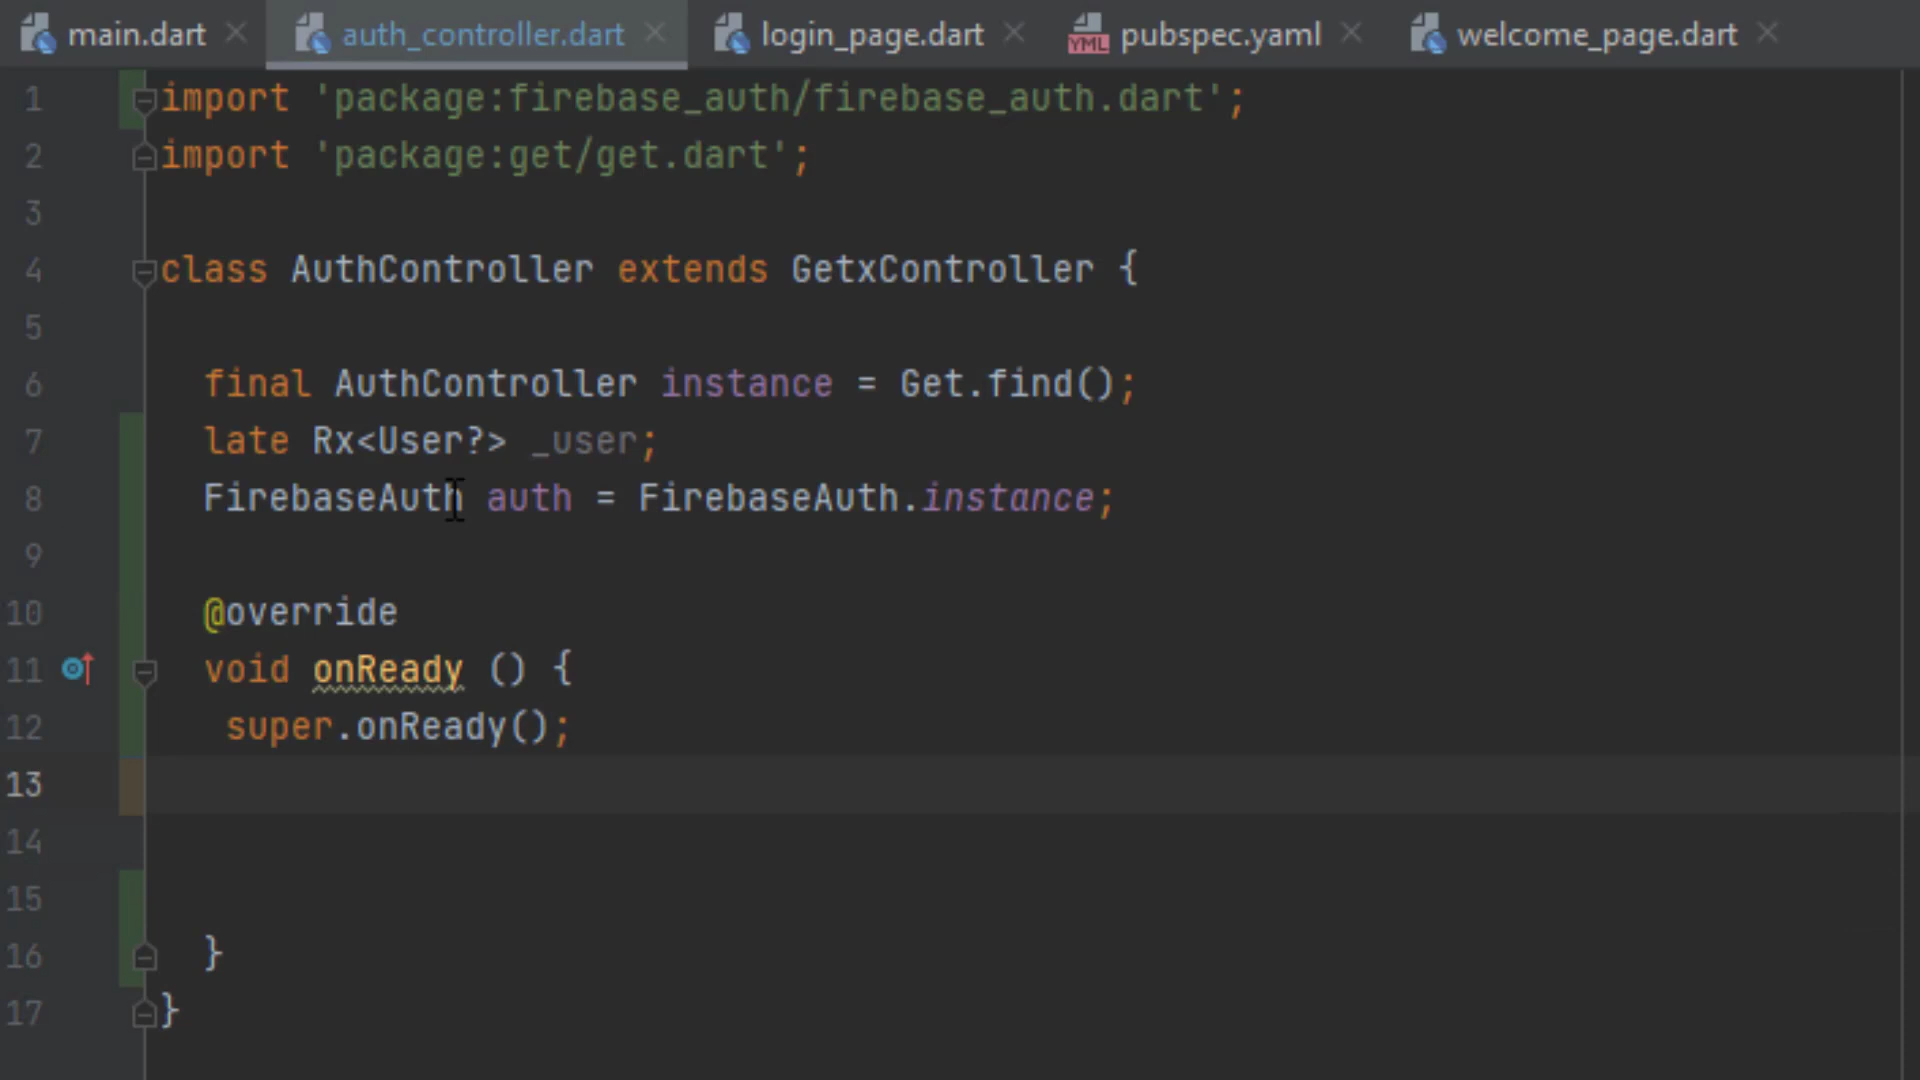 main.dart auth_controller.dart login_page.dart YML pubspec.yaml welcome_page.dart
1 import 'package:firebase_auth/firebase_auth.dart';
2 import 'package:get/get.dart';
3
4 class AuthController extends GetxController {
5
6 final AuthController instance = Get.find();
7 late Rx<User?> _user;
8 FirebaseAuth auth = FirebaseAuth.instance;
9
10 @override
11 void onReady () {
12 super.onReady();
13
14
15
16 }
17 }